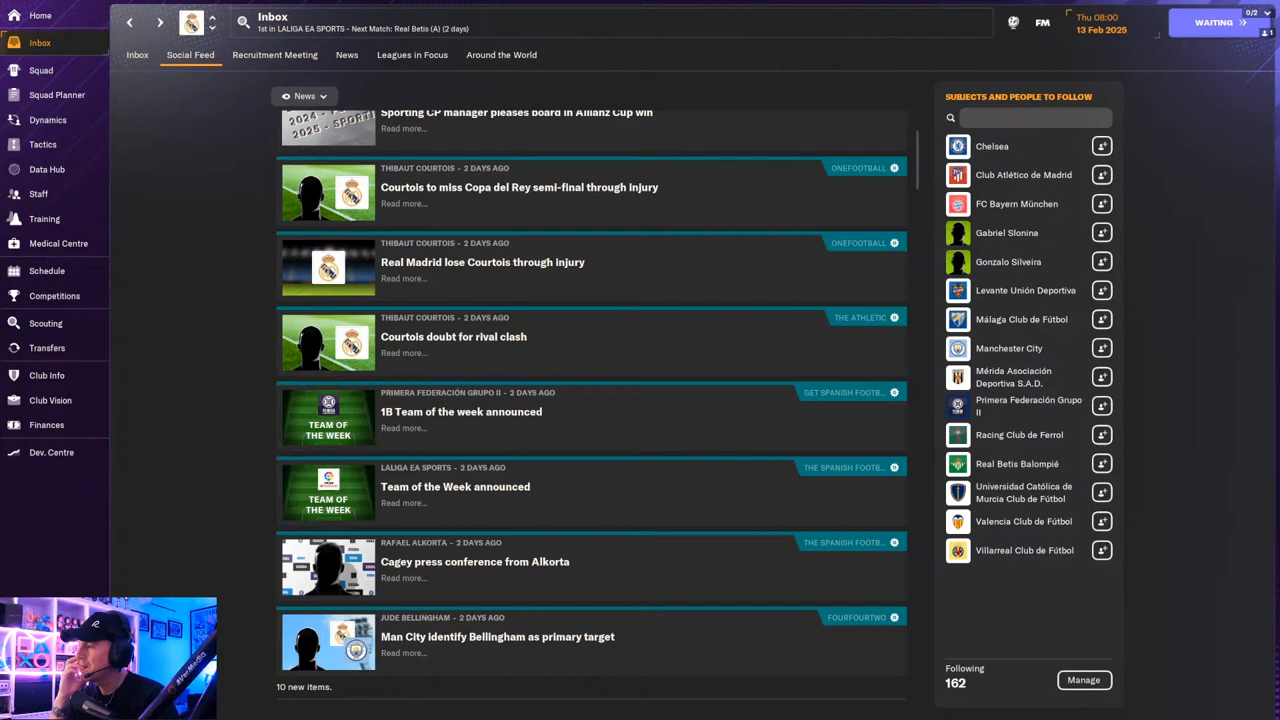 Home
Inbox
Squad
Squad Planner
Dynamics
Tactics
Data Hub
Staff
Training
Medical Centre
Schedule
Competitions
Scouting
Transfers
Club Info
Club Vision
Finances
Dev. Centre
Inbox
1st in LALIGA EA SPORTS - Next Match: Real Betis (A) (2 days)
FM
Thu 08:00
13 Feb 2025
WAITING
0/2
1
Inbox
Social Feed
Recruitment Meeting
News
Leagues in Focus
Around the World
News
2025 - SPORTI
Sporting CP manager pleases board in Allianz Cup win
Read more...
THIBAUT COURTOIS - 2 DAYS AGO
ONEFOOTBALL
Courtois to miss Copa del Rey semi-final through injury
Read more...
THIBAUT COURTOIS - 2 DAYS AGO
ONEFOOTBALL
Real Madrid lose Courtois through injury
Read more...
THIBAUT COURTOIS - 2 DAYS AGO
THE ATHLETIC
Courtois doubt for rival clash
Read more...
PRIMERA FEDERACIÓN GRUPO II - 2 DAYS AGO
GET SPANISH FOOTB...
TEAM OF
THE WEEK
1B Team of the week announced
Read more...
LALIGA EA SPORTS - 2 DAYS AGO
THE SPANISH FOOTB...
TEAM OF
THE WEEK
Team of the Week announced
Read more...
RAFAEL ALKORTA - 2 DAYS AGO
THE SPANISH FOOTB...
Cagey press conference from Alkorta
Read more...
JUDE BELLINGHAM - 2 DAYS AGO
FOURFOURTWO
Man City identify Bellingham as primary target
Read more...
10 new items.
SUBJECTS AND PEOPLE TO FOLLOW
Chelsea
Club Atlético de Madrid
FC Bayern München
Gabriel Slonina
Gonzalo Silveira
Levante Unión Deportiva
Málaga Club de Fútbol
Manchester City
Mérida Asociación
Deportiva S.A.D.
Primera Federación Grupo
II
Racing Club de Ferrol
Real Betis Balompié
Universidad Católica de
Murcia Club de Fútbol
Valencia Club de Fútbol
Villarreal Club de Fútbol
Following
162
Manage
AVerMedia